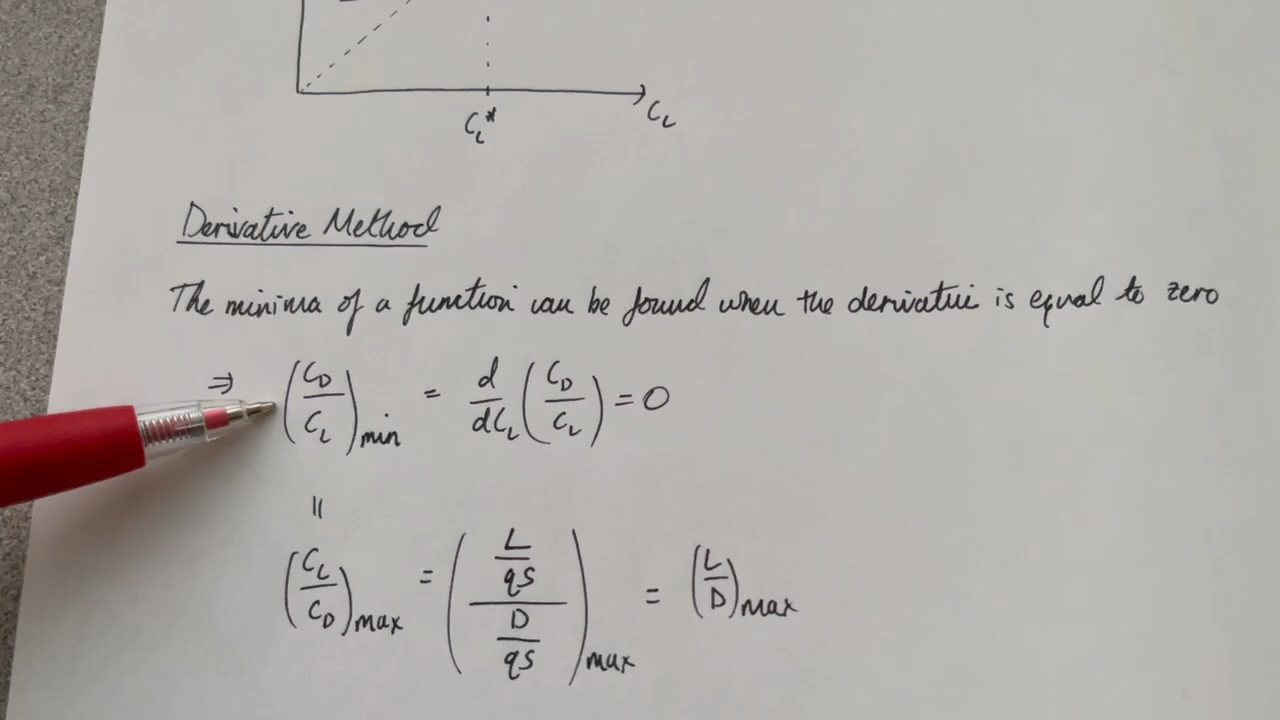 C_L* C_L
Derivative Method
The minima of a function can be found when the derivative is equal to zero
⇒ (C_D/C_L)_min = d/dC_L (C_D/C_L) = 0
||
(C_L/C_D)_max = ((L/qS)/(D/qS))_max = (L/D)_max